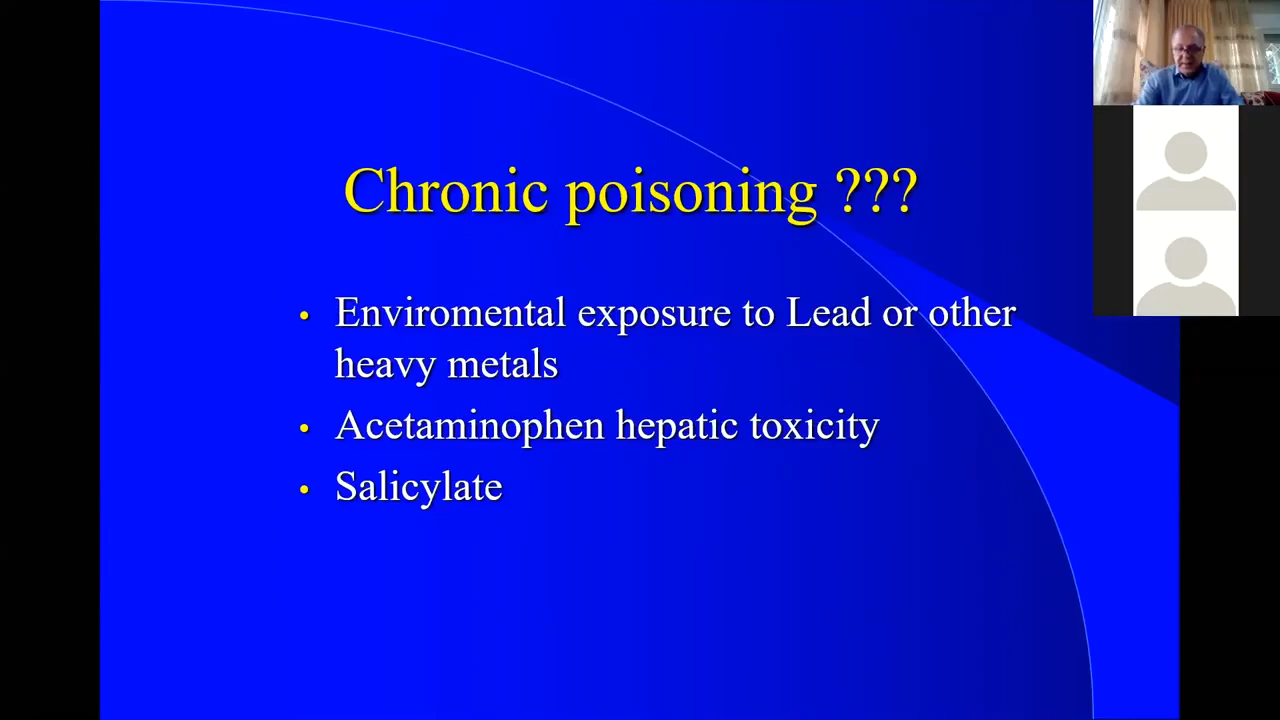 Chronic poisoning ???
• Enviromental exposure to Lead or other
heavy metals
• Acetaminophen hepatic toxicity
• Salicylate